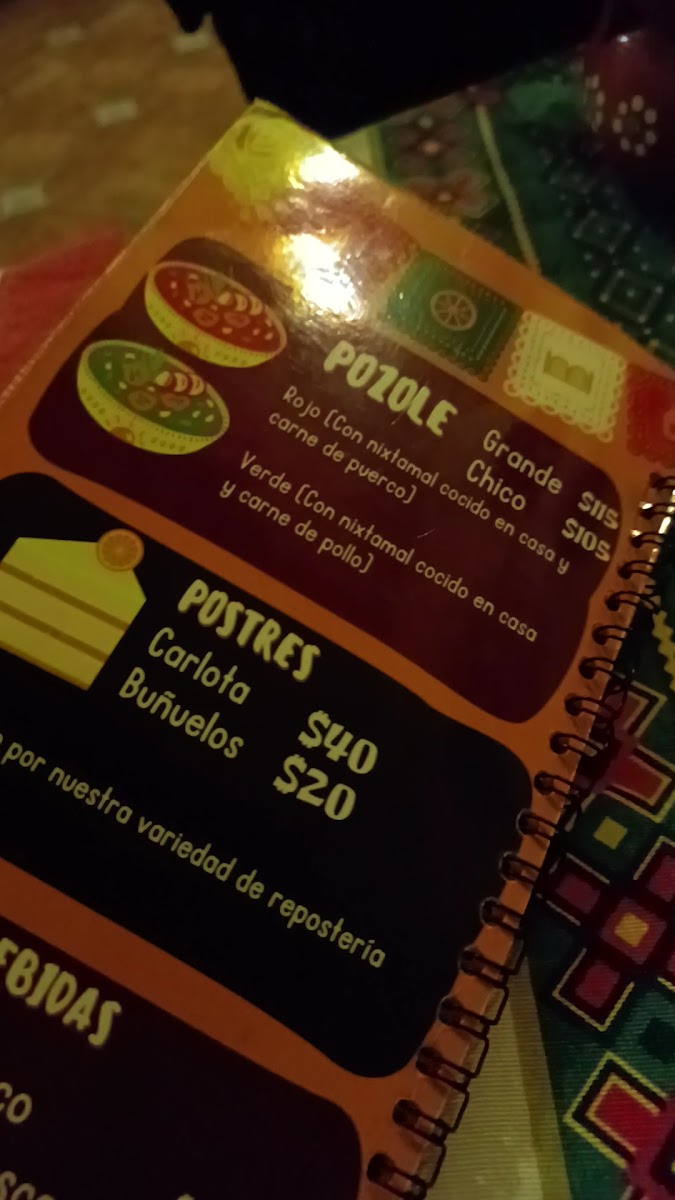 POZOLE
Grande $115
Chico $105
Rojo (Con nixtamal cocido en casa y
carne de puerco)
Verde (Con nixtamal cocido en casa
y carne de pollo)
POSTRES
Carlota $40
Buñuelos $20
por nuestra variedad de repostería
EBIDAS
co